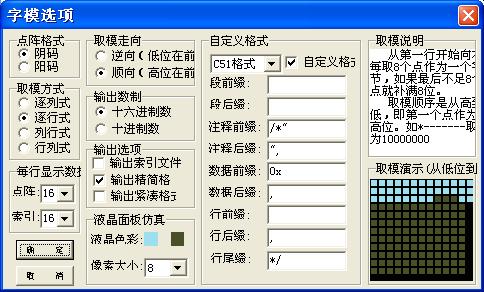 字模选项
点阵格式
阴码
阳码
取模方式
逐列式
逐行式
列行式
行列式
每行显示数据
点阵: 16
索引: 16
确 定
取 消
取模走向
逆向(低位在前
顺向(高位在前
输出数制
十六进制数
十进制数
输出选项
输出索引文件
输出精简格
输出紧凑格式
液晶面板仿真
液晶色彩:
像素大小: 8
自定义格式
C51格式
自定义格式
段前缀:
段后缀:
注释前缀: /*"
注释后缀: ",
数据前缀: 0x
数据后缀: ,
行前缀:
行后缀: ,
行尾缀: */
取模说明
从第一行开始向
每取8个点作为一个字
节，如果最后不足8个
点就补满8位。
取模顺序是从高到
低，即第一个点作为最
高位。如*-------取
为10000000
取模演示(从低位到